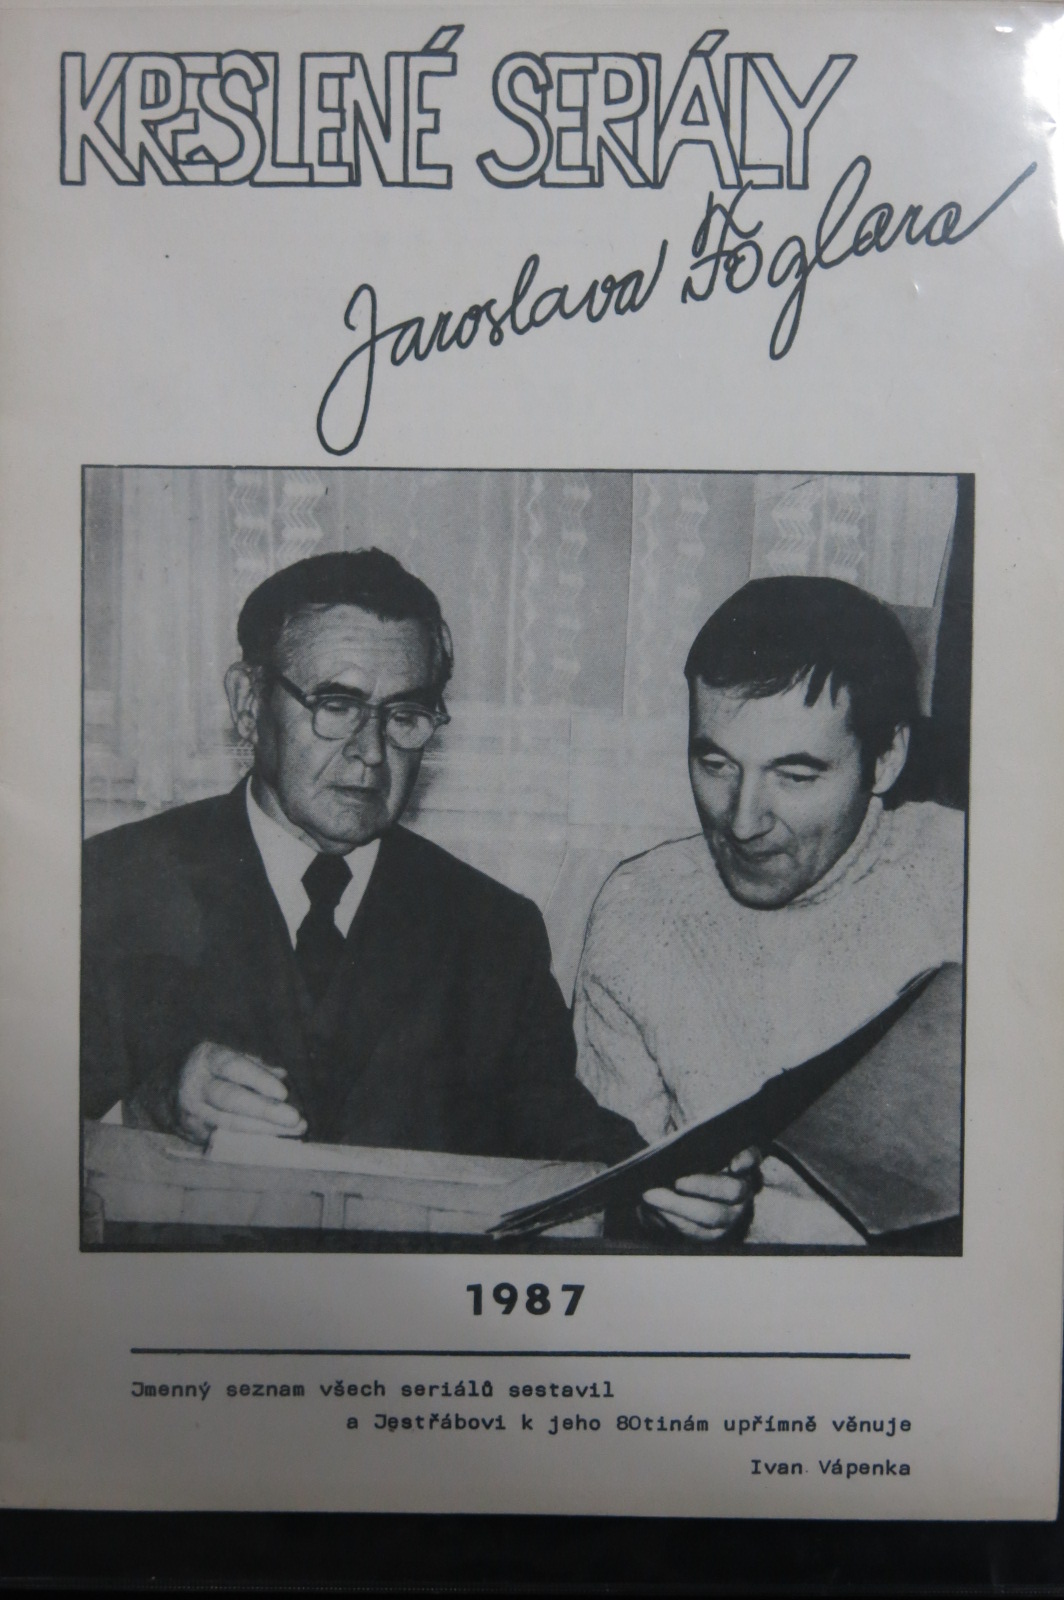 KRESLENÉ SERIÁLY
Jaroslava Foglara
1987
Jmenný seznam všech seriálů sestavil
a Jestřábovi k jeho 80tinám upřímně věnuje
Ivan Vápenka